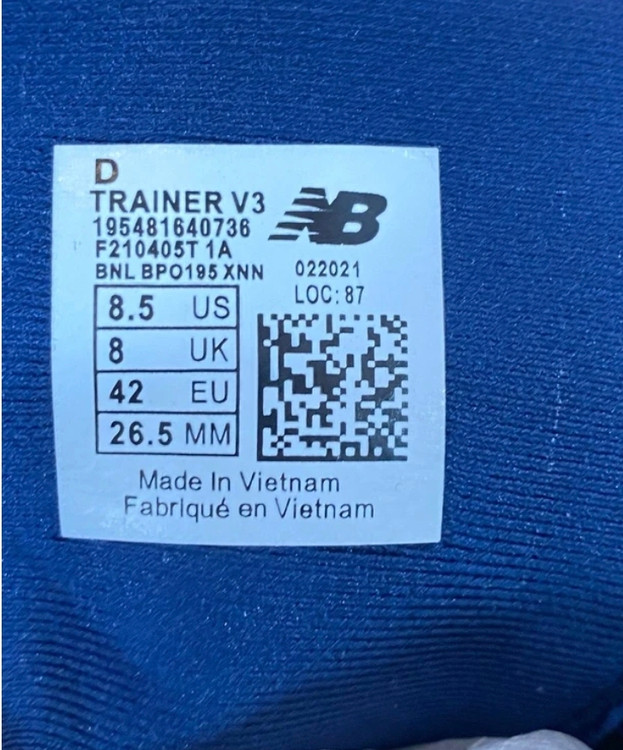 D
TRAINER V3
195481640736
F210405T 1A
BNL BPO195 XNN
NB
022021
LOC: 87
8.5 US
8 UK
42 EU
26.5 MM
Made In Vietnam
Fabriqué en Vietnam